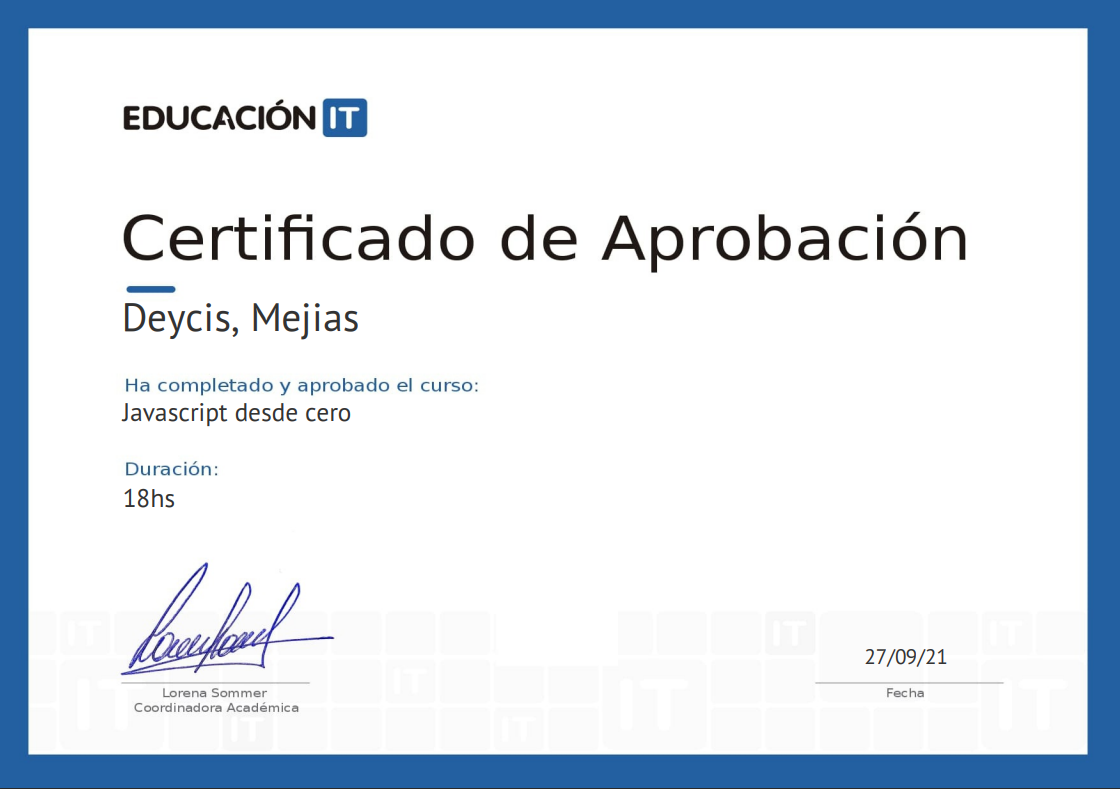 EDUCACIÓN IT
Certificado de Aprobación
Deycis, Mejias
Ha completado y aprobado el curso:
Javascript desde cero
Duración:
18hs
27/09/21
Lorena Sommer
Coordinadora Académica
Fecha